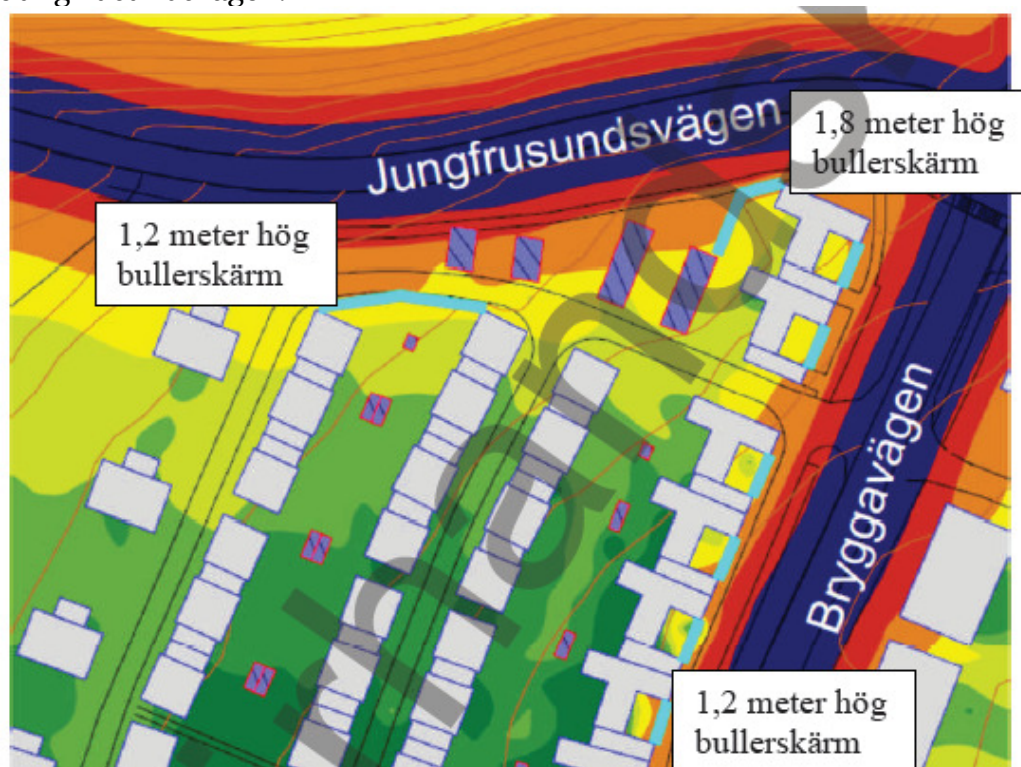 Jungfrusundsvägen
1,8 meter hög
bullerskärm
1,2 meter hög
bullerskärm
Bryggavägen
1,2 meter hög
bullerskärm